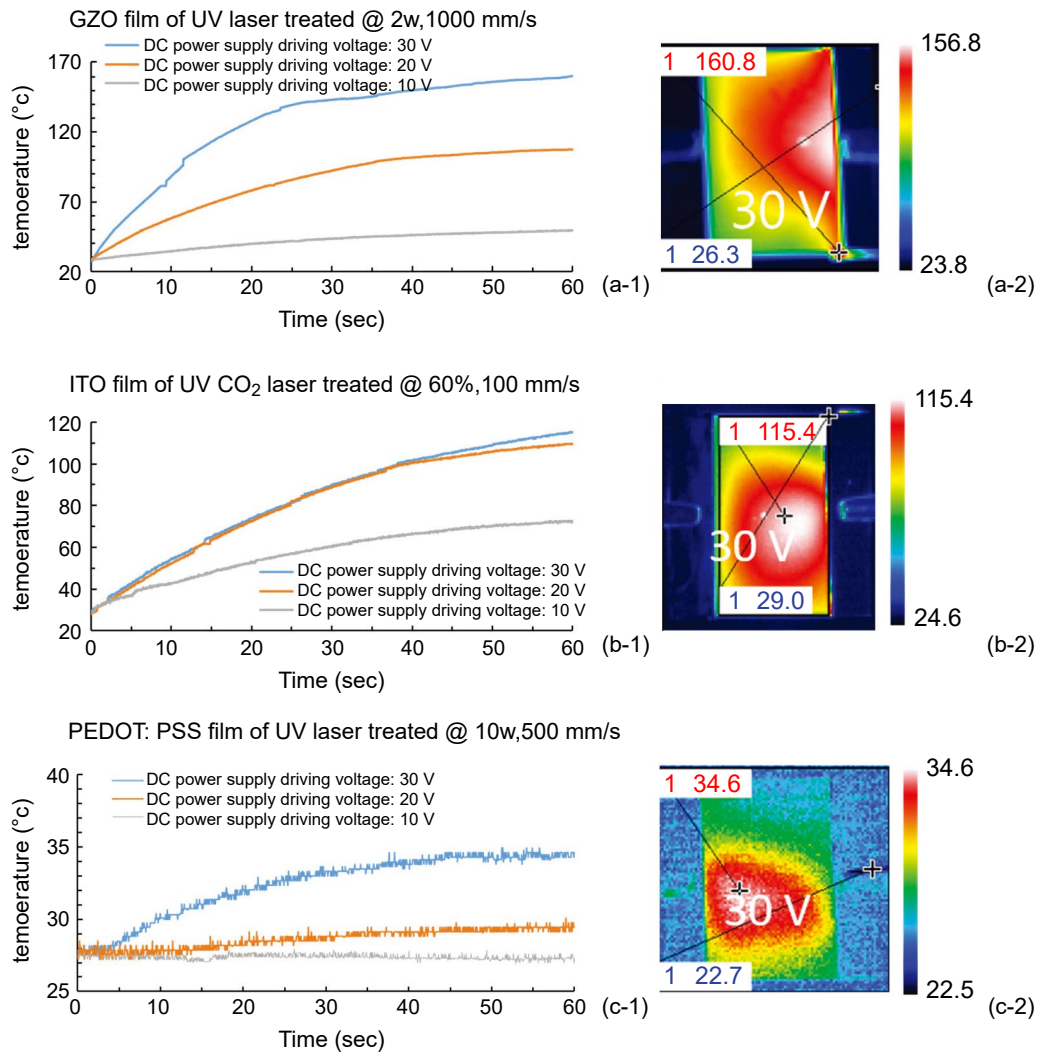 GZO film of UV laser treated @ 2w,1000 mm/s
DC power supply driving voltage: 30 V
DC power supply driving voltage: 20 V
DC power supply driving voltage: 10 V
temoerature (°c)
170
120
70
20
0 10 20 30 40 50 60
Time (sec)
(a-1)
1 160.8
30 V
1 26.3
156.8
23.8
(a-2)
ITO film of UV CO₂ laser treated @ 60%,100 mm/s
temoerature (°c)
120
100
80
60
40
20
DC power supply driving voltage: 30 V
DC power supply driving voltage: 20 V
DC power supply driving voltage: 10 V
0 10 20 30 40 50 60
Time (sec)
(b-1)
1 115.4
30 V
1 29.0
115.4
24.6
(b-2)
PEDOT: PSS film of UV laser treated @ 10w,500 mm/s
DC power supply driving voltage: 30 V
DC power supply driving voltage: 20 V
DC power supply driving voltage: 10 V
temoerature (°c)
40
35
30
25
0 10 20 30 40 50 60
Time (sec)
(c-1)
1 34.6
30 V
1 22.7
34.6
22.5
(c-2)